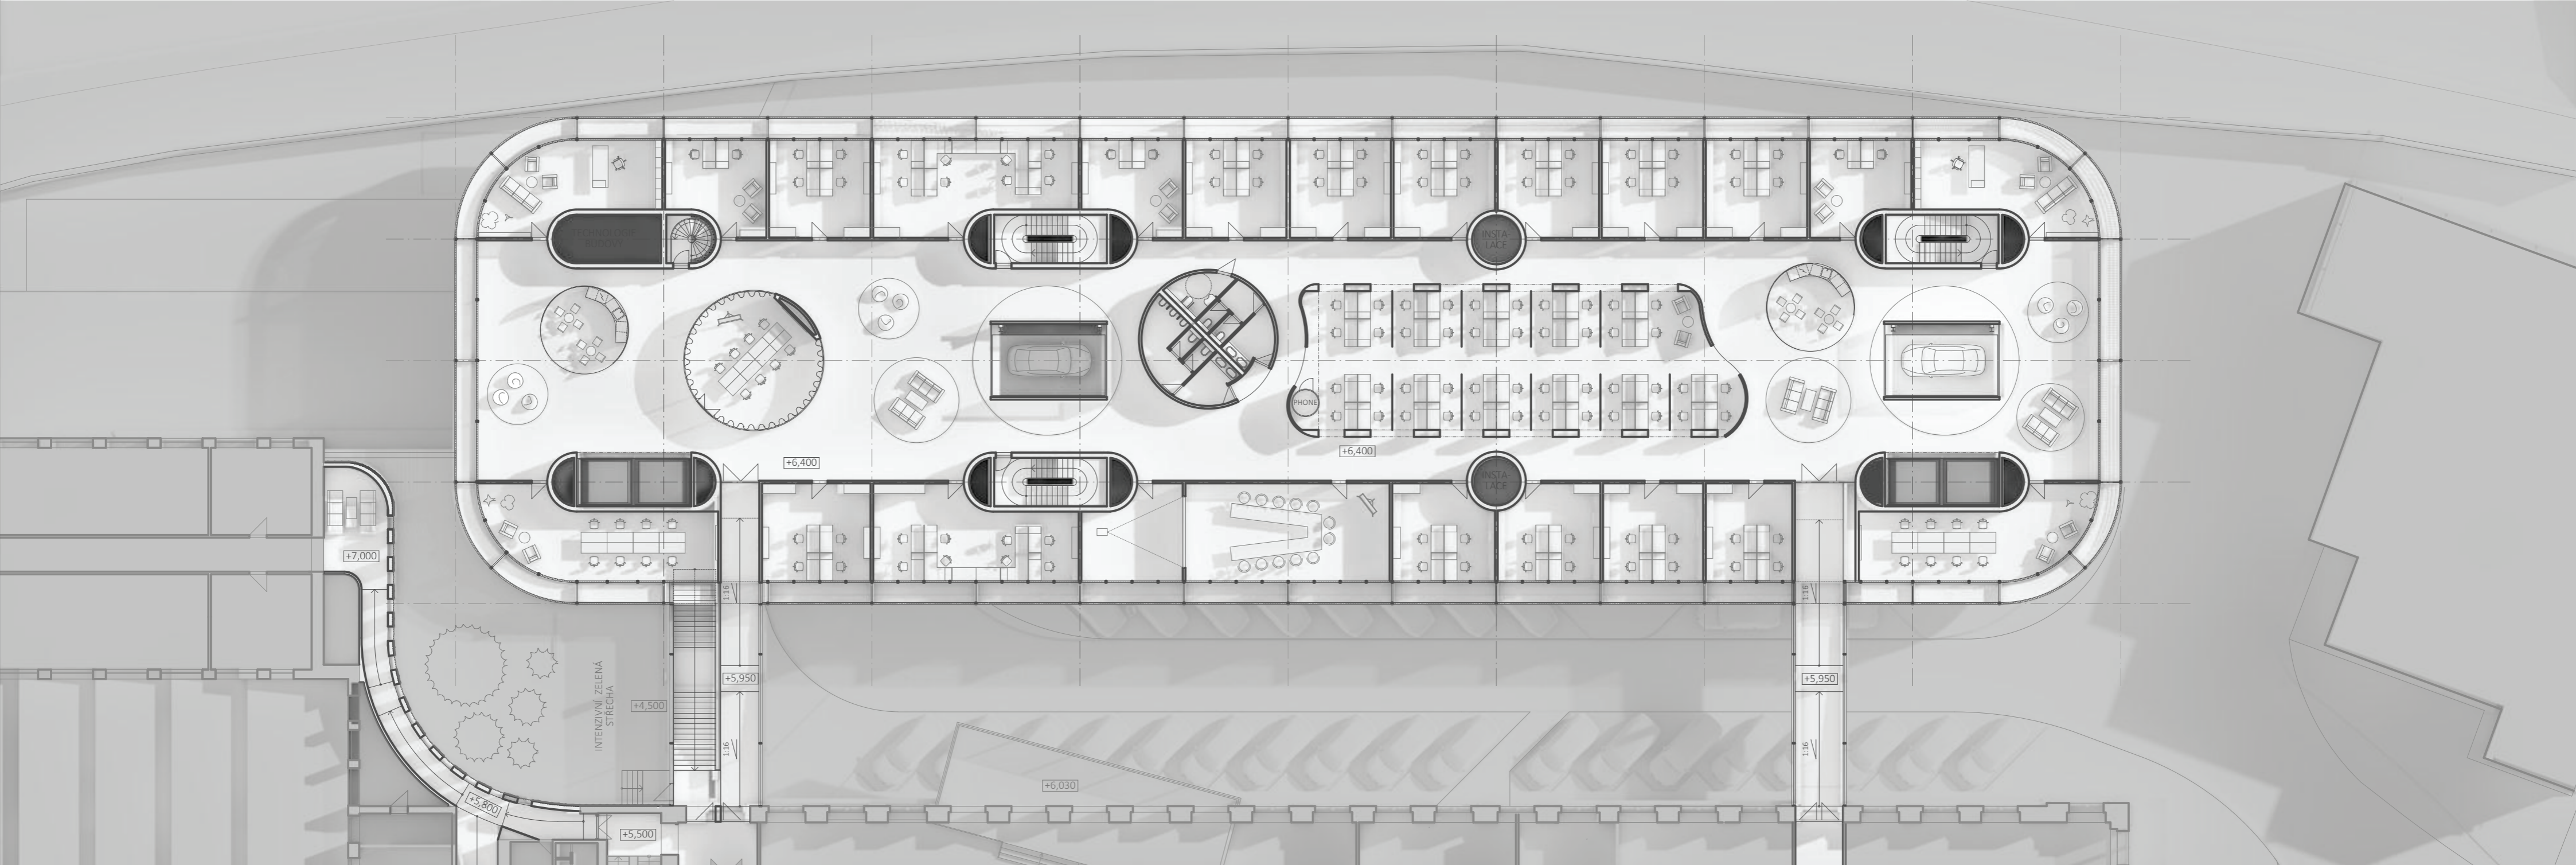 INSTA-
LACE
PHONE
+6,400
+6,400
INSTA-
LACE
+7,000
1:16
1:16
INTENZIVNÍ ZELENÁ
STŘECHA
+4,500
+5,950
+5,950
1:16
1:16
+6,030
+5,800
+5,500